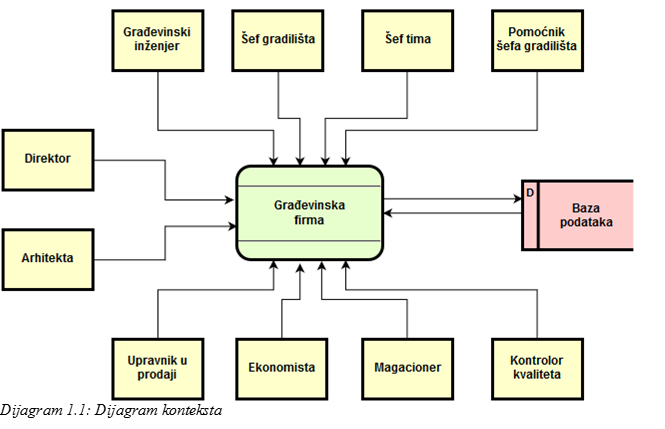 Građevinski
inženjer
Šef gradilišta
Šef tima
Pomoćnik
šefa gradilišta
Direktor
Građevinska
firma
D
Baza
podataka
Arhitekta
Upravnik u
prodaji
Ekonomista
Magacioner
Kontrolor
kvaliteta
Dijagram 1.1: Dijagram konteksta